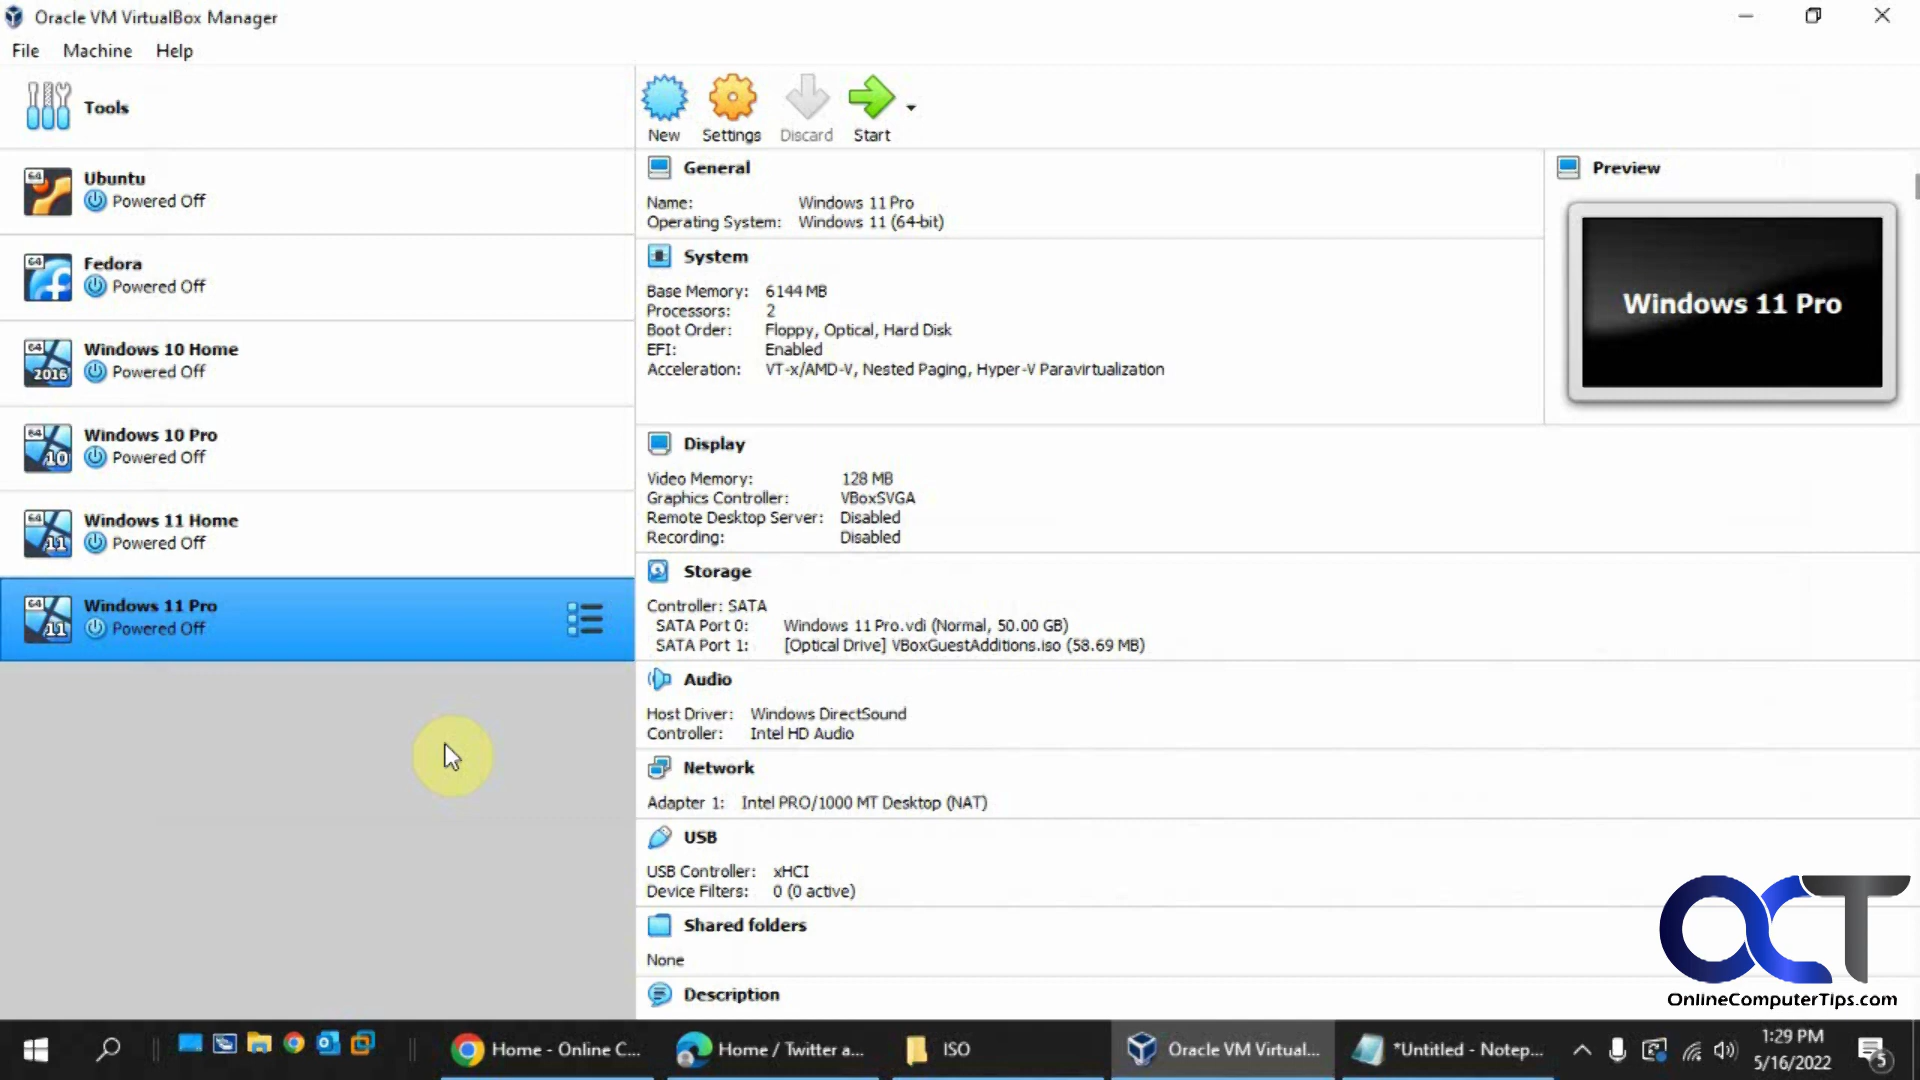 Oracle VM VirtualBox Manager
File Machine Help
Tools
New Settings Discard Start
64 Ubuntu
Powered Off
64 Fedora
Powered Off
64 2016 Windows 10 Home
Powered Off
64 10 Windows 10 Pro
Powered Off
64 11 Windows 11 Home
Powered Off
64 11 Windows 11 Pro
Powered Off
General
Name: Windows 11 Pro
Operating System: Windows 11 (64-bit)
Preview
Windows 11 Pro
System
Base Memory: 6144 MB
Processors: 2
Boot Order: Floppy, Optical, Hard Disk
EFI: Enabled
Acceleration: VT-x/AMD-V, Nested Paging, Hyper-V Paravirtualization
Display
Video Memory: 128 MB
Graphics Controller: VBoxSVGA
Remote Desktop Server: Disabled
Recording: Disabled
Storage
Controller: SATA
SATA Port 0: Windows 11 Pro.vdi (Normal, 50.00 GB)
SATA Port 1: [Optical Drive] VBoxGuestAdditions.iso (58.69 MB)
Audio
Host Driver: Windows DirectSound
Controller: Intel HD Audio
Network
Adapter 1: Intel PRO/1000 MT Desktop (NAT)
USB
USB Controller: xHCI
Device Filters: 0 (0 active)
Shared folders
None
Description
OCT
OnlineComputerTips.com
Home - Online C...
Home / Twitter a...
ISO
Oracle VM Virtual...
*Untitled - Notep...
1:29 PM
5/16/2022
5